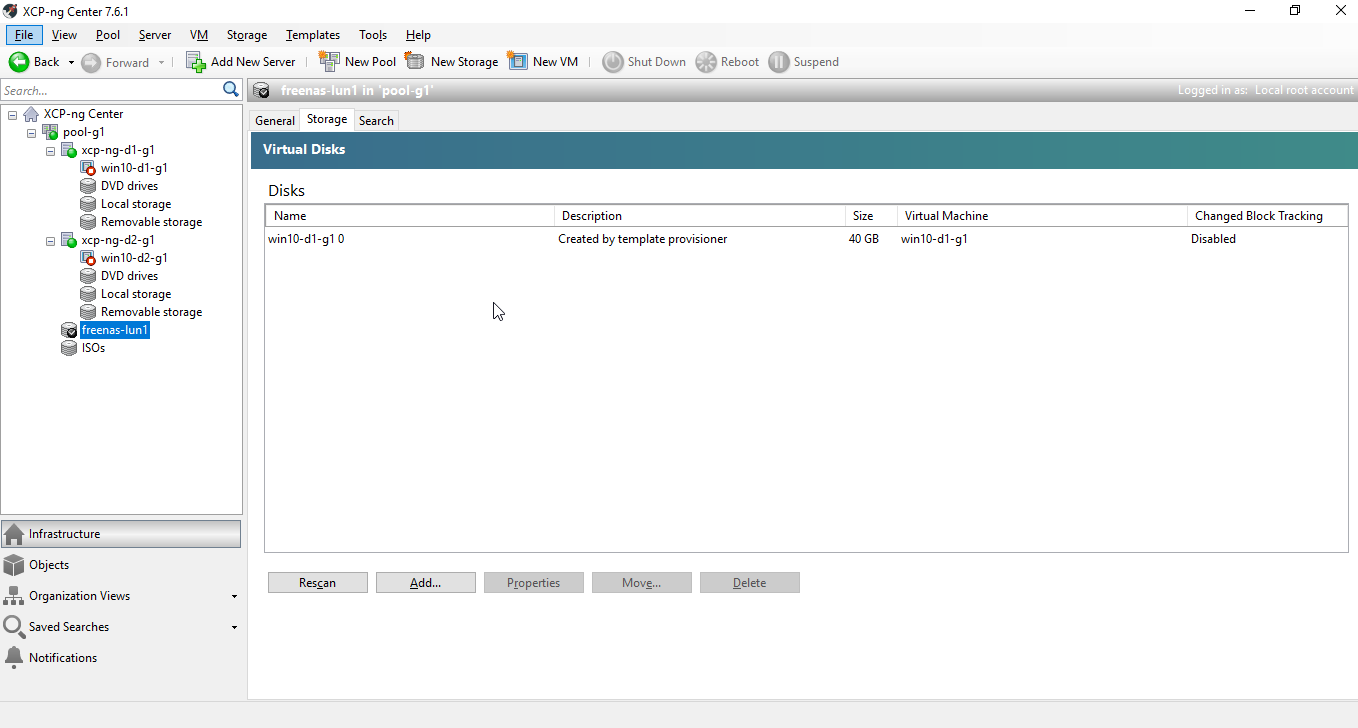 XCP-ng Center 7.6.1
File View Pool Server VM Storage Templates Tools Help
Back Forward Add New Server New Pool New Storage New VM Shut Down Reboot Suspend
Search...
freenas-lun1 in 'pool-g1' Logged in as: Local root account
XCP-ng Center
pool-g1
xcp-ng-d1-g1
win10-d1-g1
DVD drives
Local storage
Removable storage
xcp-ng-d2-g1
win10-d2-g1
DVD drives
Local storage
Removable storage
freenas-lun1
ISOs
Infrastructure
Objects
Organization Views
Saved Searches
Notifications
General Storage Search
Virtual Disks
Disks
Name Description Size Virtual Machine Changed Block Tracking
win10-d1-g1 0 Created by template provisioner 40 GB win10-d1-g1 Disabled
Rescan Add... Properties Move... Delete